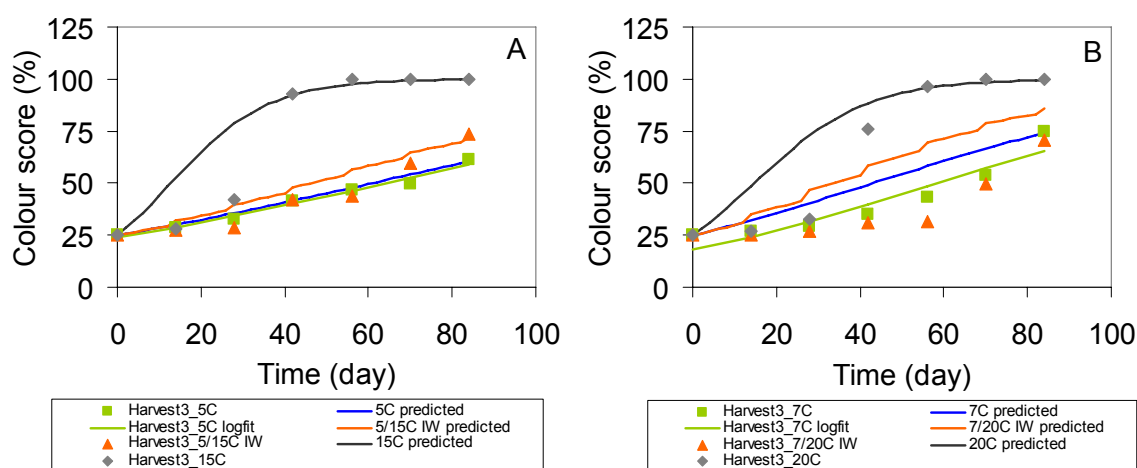 A
Colour score (%)
125
100
75
50
25
0
0 20 40 60 80 100
Time (day)
Harvest3_5C 5C predicted
Harvest3_5C logfit 5/15C IW predicted
Harvest3_5/15C IW 15C predicted
Harvest3_15C
B
Colour score (%)
125
100
75
50
25
0
0 20 40 60 80 100
Time (day)
Harvest3_7C 7C predicted
Harvest3_7C logfit 7/20C IW predicted
Harvest3_7/20C IW 20C predicted
Harvest3_20C